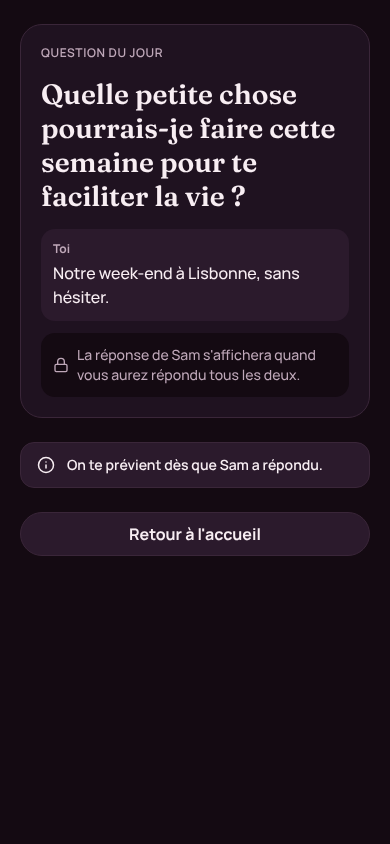 QUESTION DU JOUR
Quelle petite chose
pourrais-je faire cette
semaine pour te
faciliter la vie ?
Toi
Notre week-end à Lisbonne, sans
hésiter.
La réponse de Sam s'affichera quand
vous aurez répondu tous les deux.
On te prévient dès que Sam a répondu.
Retour à l'accueil